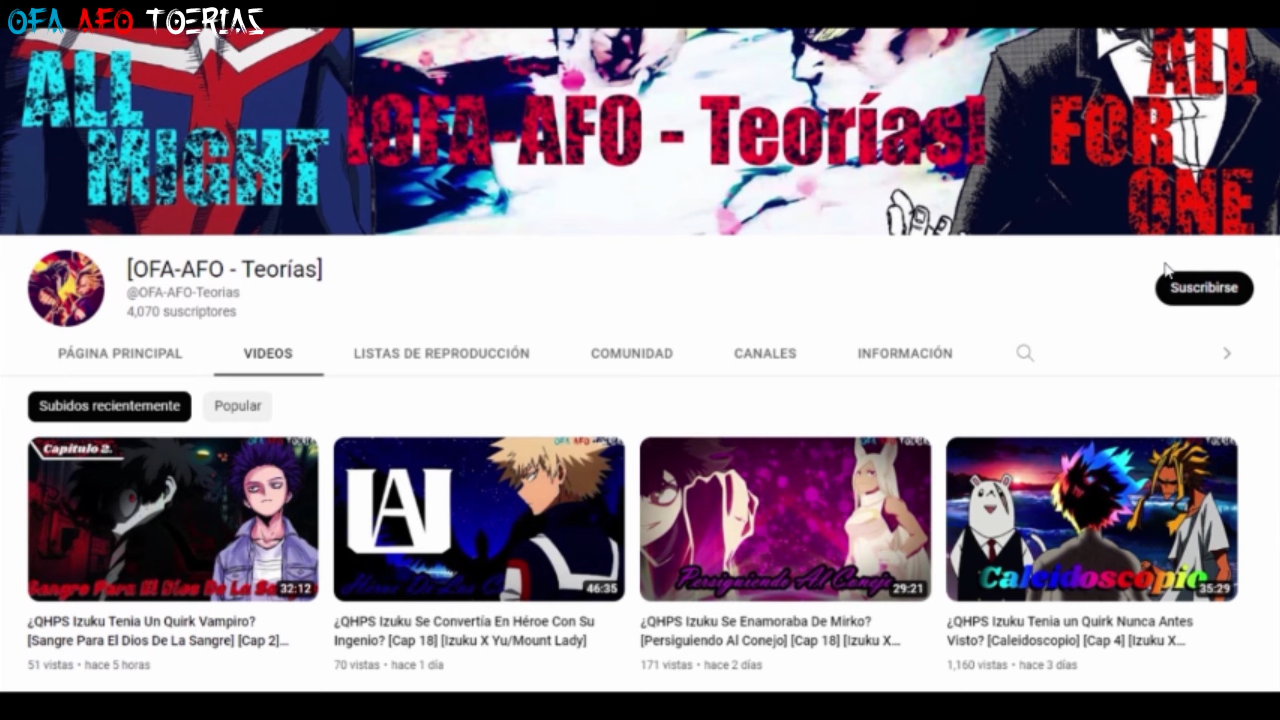 OFA AFO TOERIAS
ALL
MIGHT
[OFA-AFO - Teorías]
ALL
FOR
ONE
[OFA-AFO - Teorías]
@OFA-AFO-Teorias
4,070 suscriptores
Suscribirse
PÁGINA PRINCIPAL VIDEOS LISTAS DE REPRODUCCIÓN COMUNIDAD CANALES INFORMACIÓN
Subidos recientemente Popular
Capitulo 2.
Sangre Para El Dios De La
32:12
UA
Héroe De Los
46:35
Persiguiendo Al Conejo
29:21
Caleidoscópio
35:29
¿QHPS Izuku Tenia Un Quirk Vampiro?
[Sangre Para El Dios De La Sangre] [Cap 2]...
51 vistas • hace 5 horas
¿QHPS Izuku Se Convertía En Héroe Con Su
Ingenio? [Cap 18] [Izuku X Yu/Mount Lady]
70 vistas • hace 1 día
¿QHPS Izuku Se Enamoraba De Mirko?
[Persiguiendo Al Conejo] [Cap 18] [Izuku X...
171 vistas • hace 2 días
¿QHPS Izuku Tenia un Quirk Nunca Antes
Visto? [Caleidoscopio] [Cap 4] [Izuku X...
1,160 vistas • hace 3 días